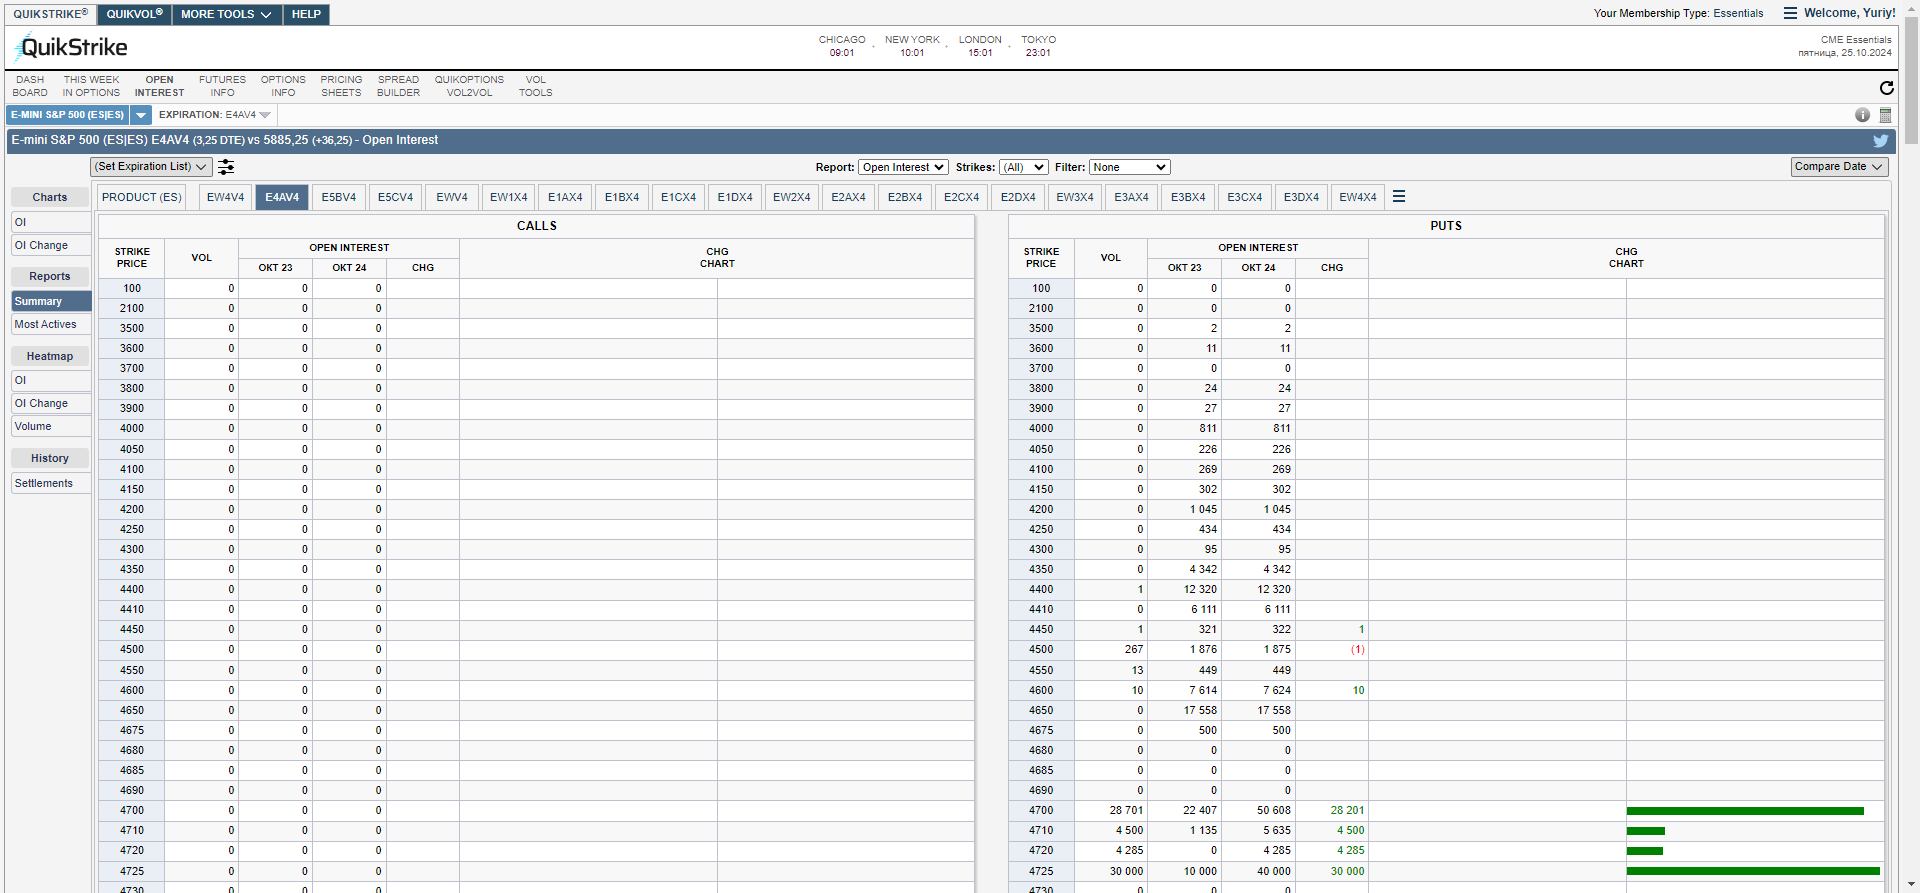 QUIKSTRIKE® QUIKVOL® MORE TOOLS HELP Your Membership Type: Essentials Welcome, Yuriy!
QuikStrike CHICAGO NEW YORK LONDON TOKYO CME Essentials
09:01 10:01 15:01 23:01 пятница, 25.10.2024
DASH BOARD THIS WEEK IN OPTIONS OPEN INTEREST FUTURES INFO OPTIONS INFO PRICING SHEETS SPREAD BUILDER QUIKOPTIONS VOL2VOL VOL TOOLS
E-MINI S&P 500 (ES|ES) EXPIRATION: E4AV4
E-mini S&P 500 (ES|ES) E4AV4 (3,25 DTE) vs 5885,25 (+36,25) - Open Interest
(Set Expiration List) Report: Open Interest Strikes: (All) Filter: None Compare Date
PRODUCT (ES) EW4V4 E4AV4 E5BV4 E5CV4 EWV4 EW1X4 E1AX4 E1BX4 E1CX4 E1DX4 EW2X4 E2AX4 E2BX4 E2CX4 E2DX4 EW3X4 E3AX4 E3BX4 E3CX4 E3DX4 EW4X4
Charts
OI
OI Change
Reports
Summary
Most Actives
Heatmap
OI
OI Change
Volume
History
Settlements
CALLS
STRIKE PRICE VOL OPEN INTEREST CHG CHART
OKT 23 OKT 24 CHG
100 0 0 0
2100 0 0 0
3500 0 0 0
3600 0 0 0
3700 0 0 0
3800 0 0 0
3900 0 0 0
4000 0 0 0
4050 0 0 0
4100 0 0 0
4150 0 0 0
4200 0 0 0
4250 0 0 0
4300 0 0 0
4350 0 0 0
4400 0 0 0
4410 0 0 0
4450 0 0 0
4500 0 0 0
4550 0 0 0
4600 0 0 0
4650 0 0 0
4675 0 0 0
4680 0 0 0
4685 0 0 0
4690 0 0 0
4700 0 0 0
4710 0 0 0
4720 0 0 0
4725 0 0 0
4730 0 0 0
PUTS
STRIKE PRICE VOL OPEN INTEREST CHG CHART
OKT 23 OKT 24 CHG
100 0 0 0
2100 0 0 0
3500 0 2 2
3600 0 11 11
3700 0 0 0
3800 0 24 24
3900 0 27 27
4000 0 811 811
4050 0 226 226
4100 0 269 269
4150 0 302 302
4200 0 1 045 1 045
4250 0 434 434
4300 0 95 95
4350 0 4 342 4 342
4400 1 12 320 12 320
4410 0 6 111 6 111
4450 1 321 322 1
4500 267 1 876 1 875 (1)
4550 13 449 449
4600 10 7 614 7 624 10
4650 0 17 558 17 558
4675 0 500 500
4680 0 0 0
4685 0 0 0
4690 0 0 0
4700 28 701 22 407 50 608 28 201
4710 4 500 1 135 5 635 4 500
4720 4 285 0 4 285 4 285
4725 30 000 10 000 40 000 30 000
4730 0 0 0